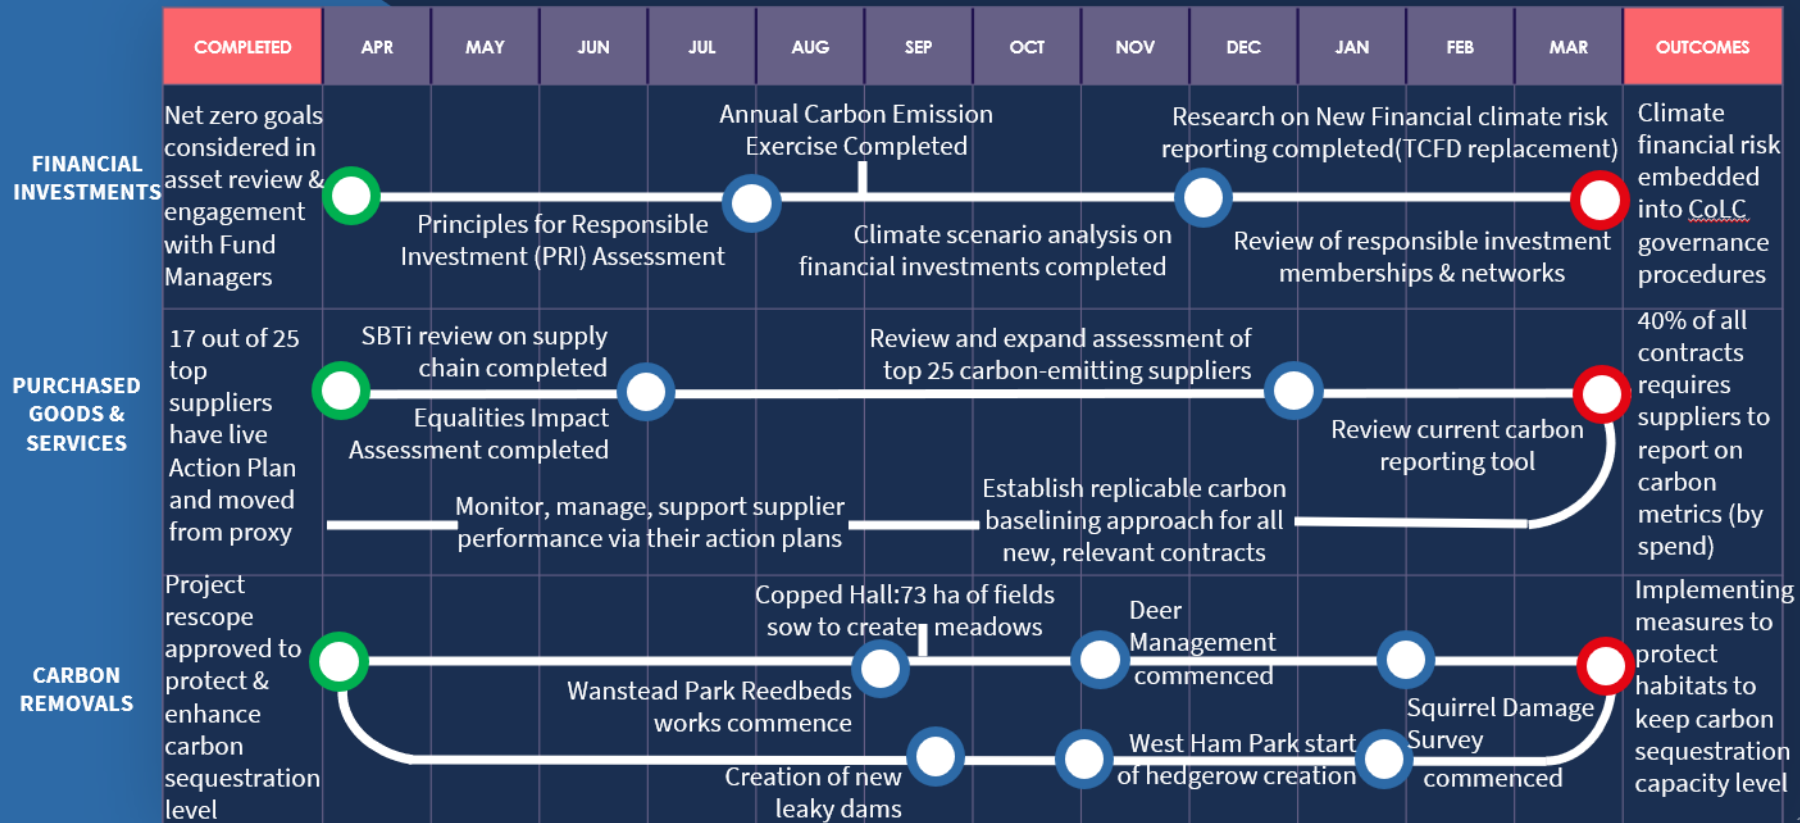 COMPLETED
APR
MAY
JUN
JUL
AUG
SEP
OCT
NOV
DEC
JAN
FEB
MAR
OUTCOMES
FINANCIAL
INVESTMENTS
Net zero goals
considered in
asset review &
engagement
with Fund
Managers
Principles for Responsible
Investment (PRI) Assessment
Annual Carbon Emission
Exercise Completed
Climate scenario analysis on
financial investments completed
Research on New Financial climate risk
reporting completed(TCFD replacement)
Review of responsible investment
memberships & networks
Climate
financial risk
embedded
into CoLC
governance
procedures
PURCHASED
GOODS &
SERVICES
17 out of 25
top
suppliers
have live
Action Plan
and moved
from proxy
SBTi review on supply
chain completed
Equalities Impact
Assessment completed
Review and expand assessment of
top 25 carbon-emitting suppliers
Review current carbon
reporting tool
Monitor, manage, support supplier
performance via their action plans
Establish replicable carbon
baselining approach for all
new, relevant contracts
40% of all
contracts
requires
suppliers to
report on
carbon
metrics (by
spend)
CARBON
REMOVALS
Project
rescope
approved to
protect &
enhance
carbon
sequestration
level
Copped Hall:73 ha of fields
sow to create meadows
Wanstead Park Reedbeds
works commence
Deer
Management
commenced
Creation of new
leaky dams
West Ham Park start
of hedgerow creation
Squirrel Damage
Survey
commenced
Implementing
measures to
protect
habitats to
keep carbon
sequestration
capacity level